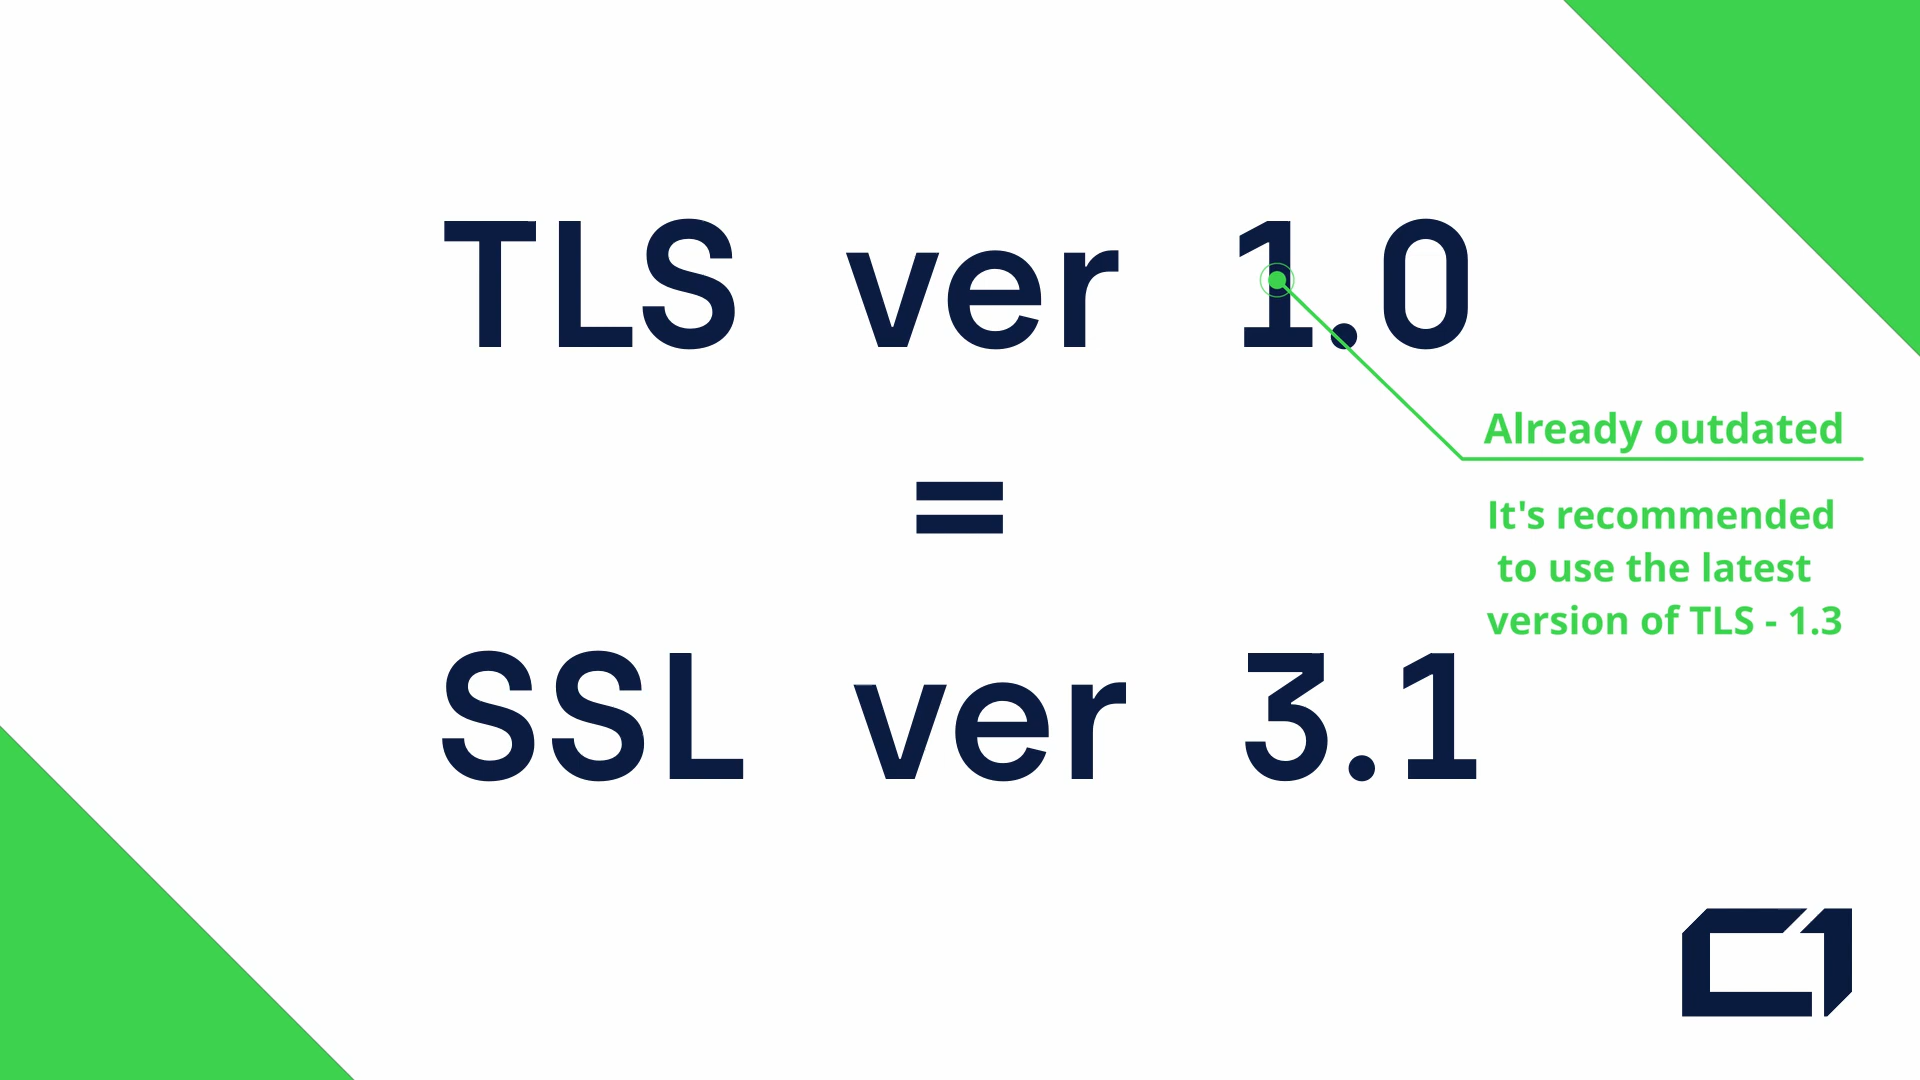 TLS ver 1.0
Already outdated
=
It's recommended
to use the latest
version of TLS - 1.3
SSL ver 3.1
C1